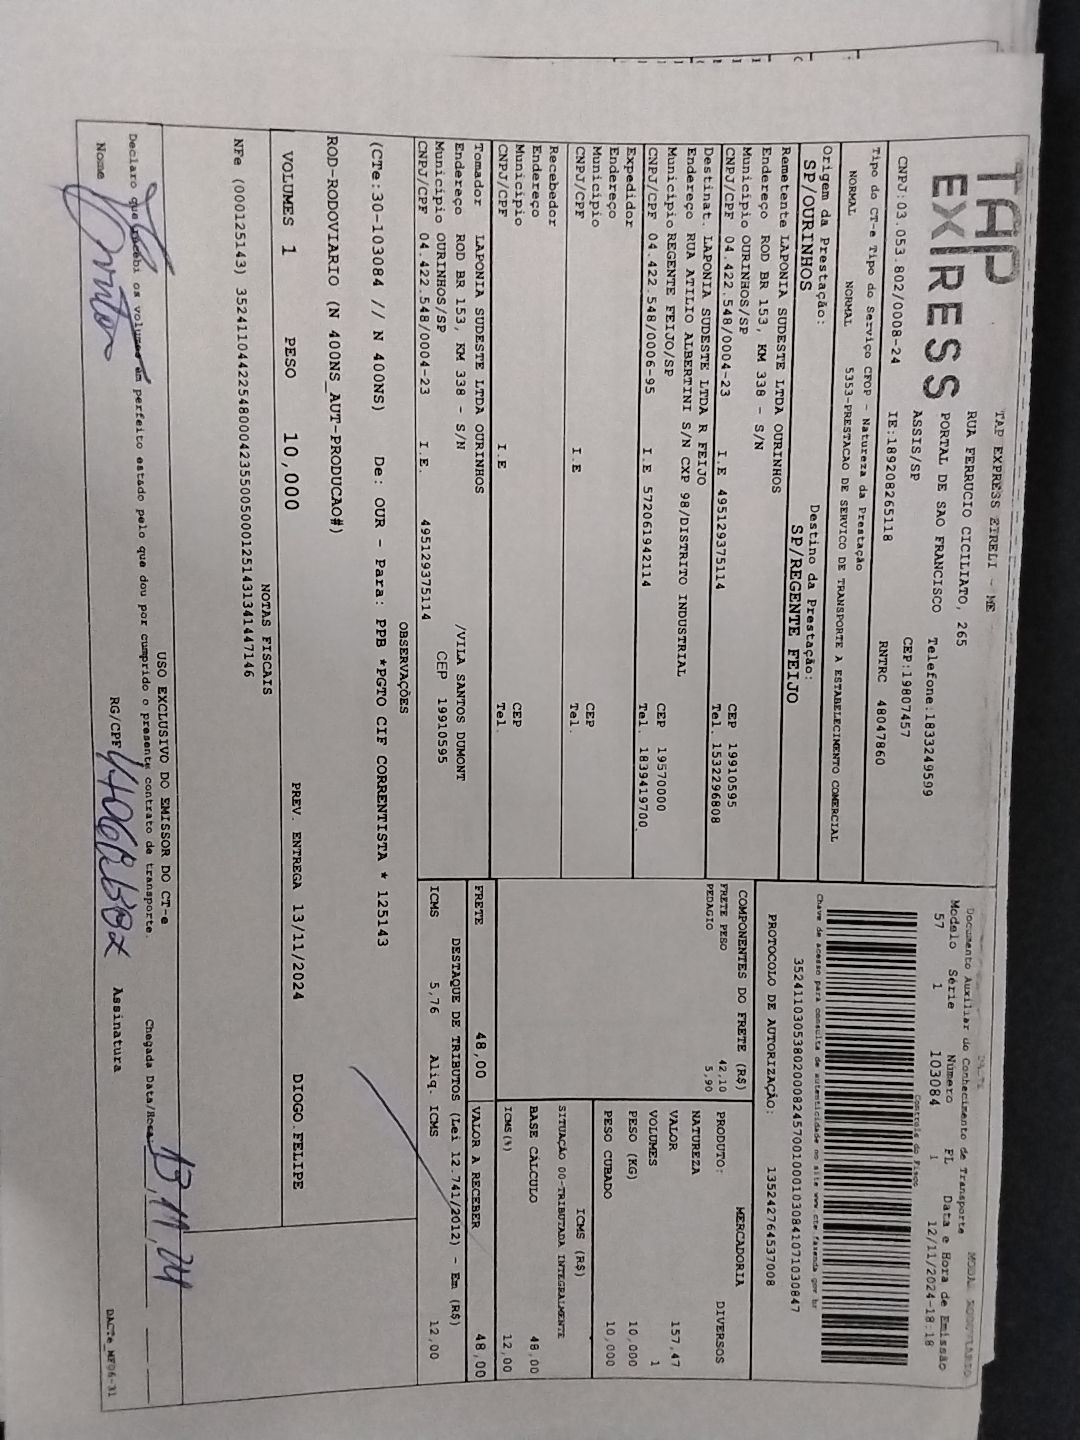 TAP
EXPRESS
TAP EXPRESS EIRELI - ME
RUA FERRUCIO CICILIATO, 265
PORTAL DE SAO FRANCISCO Telefone:1833249599
ASSIS/SP CEP:19807457
CNPJ:03.053.802/0008-24 IE:189208265118 RNTRC 48047860
Documento Auxiliar do Conhecimento de Transporte
Modelo Série Número FL Data e Hora de Emissão
57 1 103084 1 12/11/2024-18:18
Controle do Fisco
Chave de acesso para consulta de autenticidade no site www.cte.fazenda.gov.br
35241103053802000824570010001030841071030847
PROTOCOLO DE AUTORIZAÇÃO: 135242764537008
Tipo do CT-e Tipo do Serviço CFOP - Natureza da Prestação
NORMAL NORMAL 5353-PRESTACAO DE SERVICO DE TRANSPORTE A ESTABELECIMENTO COMERCIAL
Origem da Prestação: Destino da Prestação:
SP/OURINHOS SP/REGENTE FEIJO
Remetente LAPONIA SUDESTE LTDA OURINHOS
Endereço ROD BR 153, KM 338 - S/N
Município OURINHOS/SP CEP 19910595
CNPJ/CPF 04.422.548/0004-23 I.E 495129375114 Tel. 1532296808
Destinat. LAPONIA SUDESTE LTDA R FEIJO
Endereço RUA ATILIO ALBERTINI S/N CXP 98/DISTRITO INDUSTRIAL
Município REGENTE FEIJO/SP CEP 19570000
CNPJ/CPF 04.422.548/0006-95 I.E 572061942114 Tel. 1839419700
Expedidor
Endereço
Município CEP
CNPJ/CPF I.E Tel.
Recebedor
Endereço
Município CEP
CNPJ/CPF I.E Tel.
Tomador LAPONIA SUDESTE LTDA OURINHOS
Endereço ROD BR 153, KM 338 - S/N /VILA SANTOS DUMONT
Município OURINHOS/SP CEP 19910595
CNPJ/CPF 04.422.548/0004-23 I.E. 495129375114
COMPONENTES DO FRETE (R$)
FRETE PESO 42,10
PEDAGIO 5,90
PRODUTO: MERCADORIA
NATUREZA DIVERSOS
VALOR 157,47
VOLUMES 1
PESO (KG) 10,000
PESO CUBADO 10,000
ICMS (R$)
SITUAÇÃO 00-TRIBUTADA INTEGRALMENTE
BASE CÁLCULO 48,00
ICMS(%) 12,00
FRETE 48,00 VALOR A RECEBER 48,00
DESTAQUE DE TRIBUTOS (Lei 12.741/2012) - Em (R$)
ICMS 5,76 Aliq. ICMS 12,00
OBSERVAÇÕES
(CTe:30-103084 // N 400NS) De: OUR - Para: PPB *PGTO CIF CORRENTISTA * 125143
ROD-RODOVIARIO (N 400NS_AUT-PRODUCAO#)
VOLUMES 1 PESO 10,000 PREV. ENTREGA 13/11/2024 DIOGO.FELIPE
NOTAS FISCAIS
NFe (000125143) 35241104422548000423550050001251431341447146
USO EXCLUSIVO DO EMISSOR DO CT-e
Declaro que recebi os volumes em perfeito estado pelo que dou por cumprido o presente contrato de transporte. Chegada Data/Hora 13,11,24
Nome RG/CPF Assinatura
DACTe_MF06-31